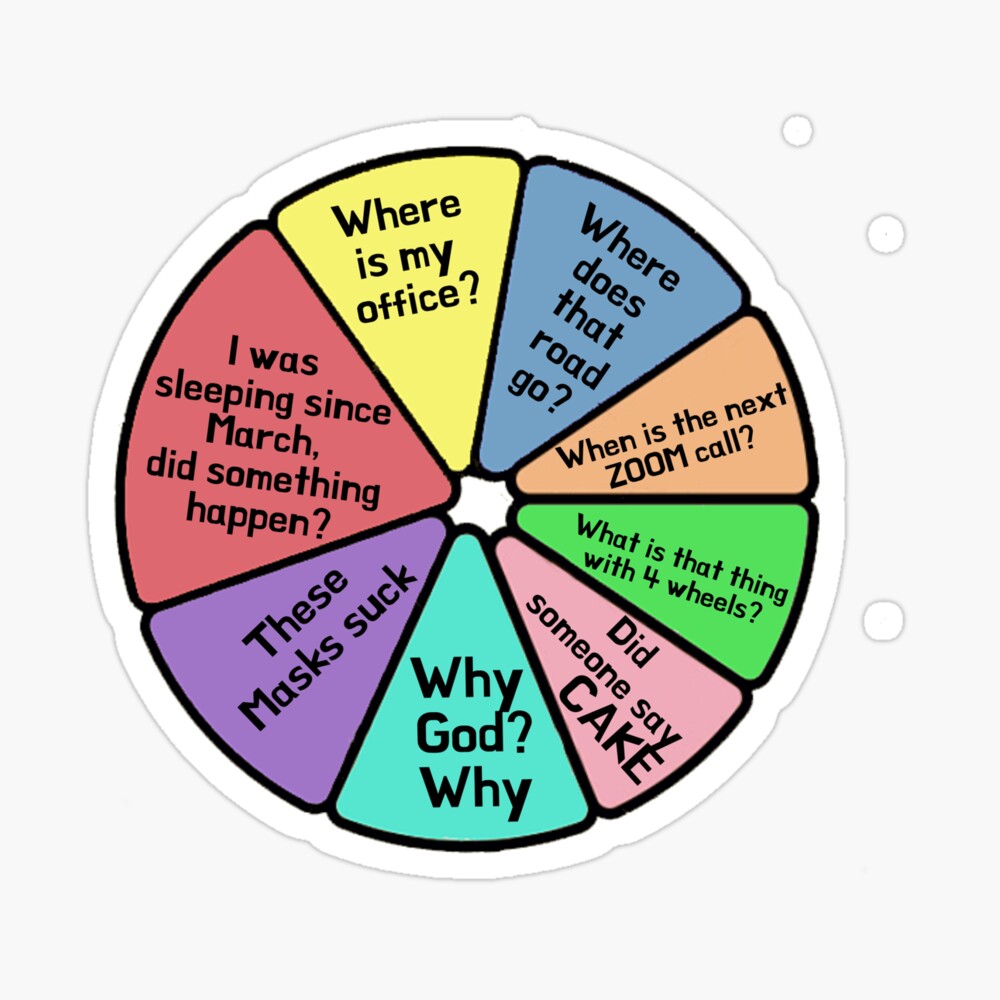 Where
is my
office?
Where
does
that
road
go?
When is the next
ZOOM call?
What is that thing
with 4 wheels?
Did
someone say
CAKE
Why
God?
Why
These
Masks suck
I was
sleeping since
March,
did something
happen?